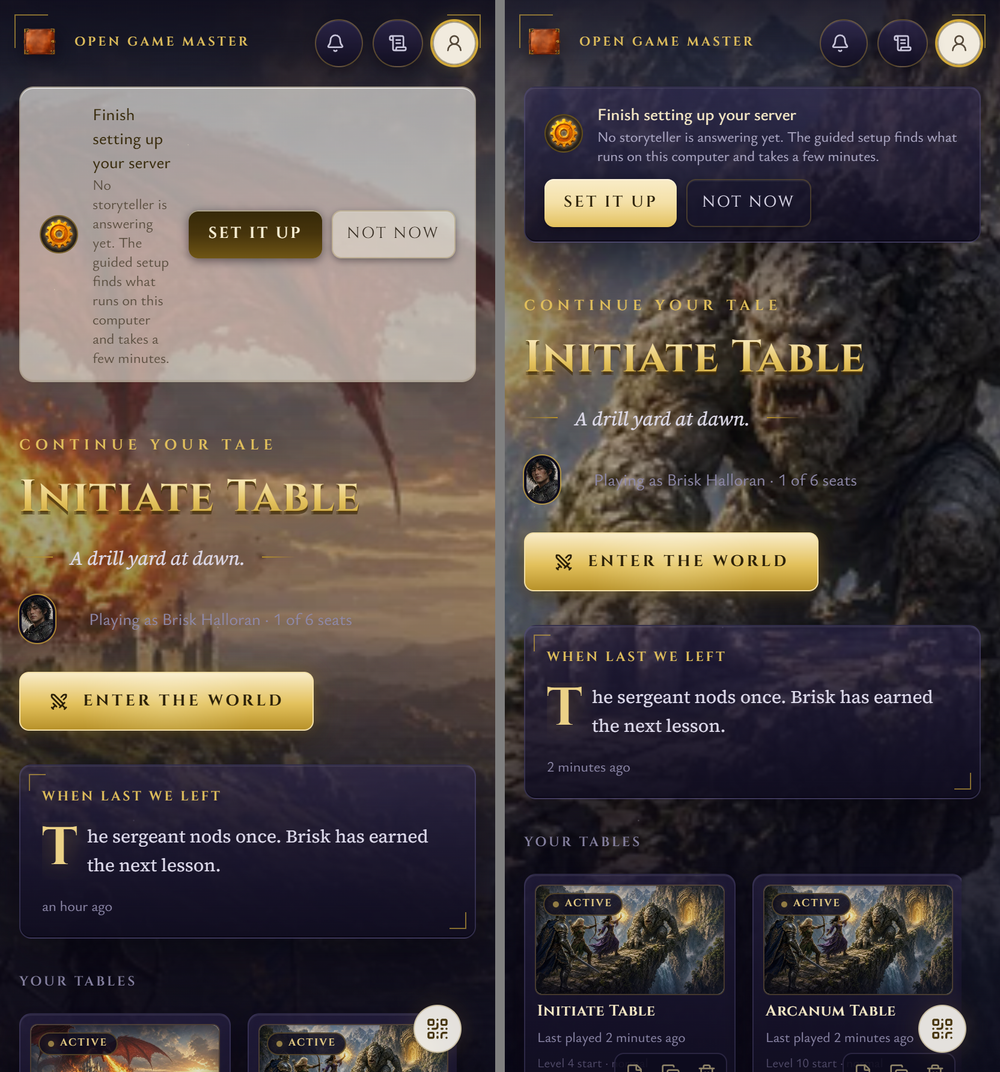 OPEN GAME MASTER
Finish
setting up
your server
No
storyteller is
answering
yet. The
guided setup
finds what
runs on this
computer
and takes a
few minutes.
SET IT UP
NOT NOW
CONTINUE YOUR TALE
INITIATE TABLE
A drill yard at dawn.
Playing as Brisk Halloran · 1 of 6 seats
ENTER THE WORLD
WHEN LAST WE LEFT
The sergeant nods once. Brisk has earned
the next lesson.
an hour ago
YOUR TABLES
ACTIVE
ACTIVE
OPEN GAME MASTER
Finish setting up your server
No storyteller is answering yet. The guided setup finds what
runs on this computer and takes a few minutes.
SET IT UP
NOT NOW
CONTINUE YOUR TALE
INITIATE TABLE
A drill yard at dawn.
Playing as Brisk Halloran · 1 of 6 seats
ENTER THE WORLD
WHEN LAST WE LEFT
The sergeant nods once. Brisk has earned
the next lesson.
2 minutes ago
YOUR TABLES
ACTIVE
INITIATE TABLE
Last played 2 minutes ago
Level 4 start ·
ACTIVE
ARCANUM TABLE
Last played 2 minutes ago
Level 10 start